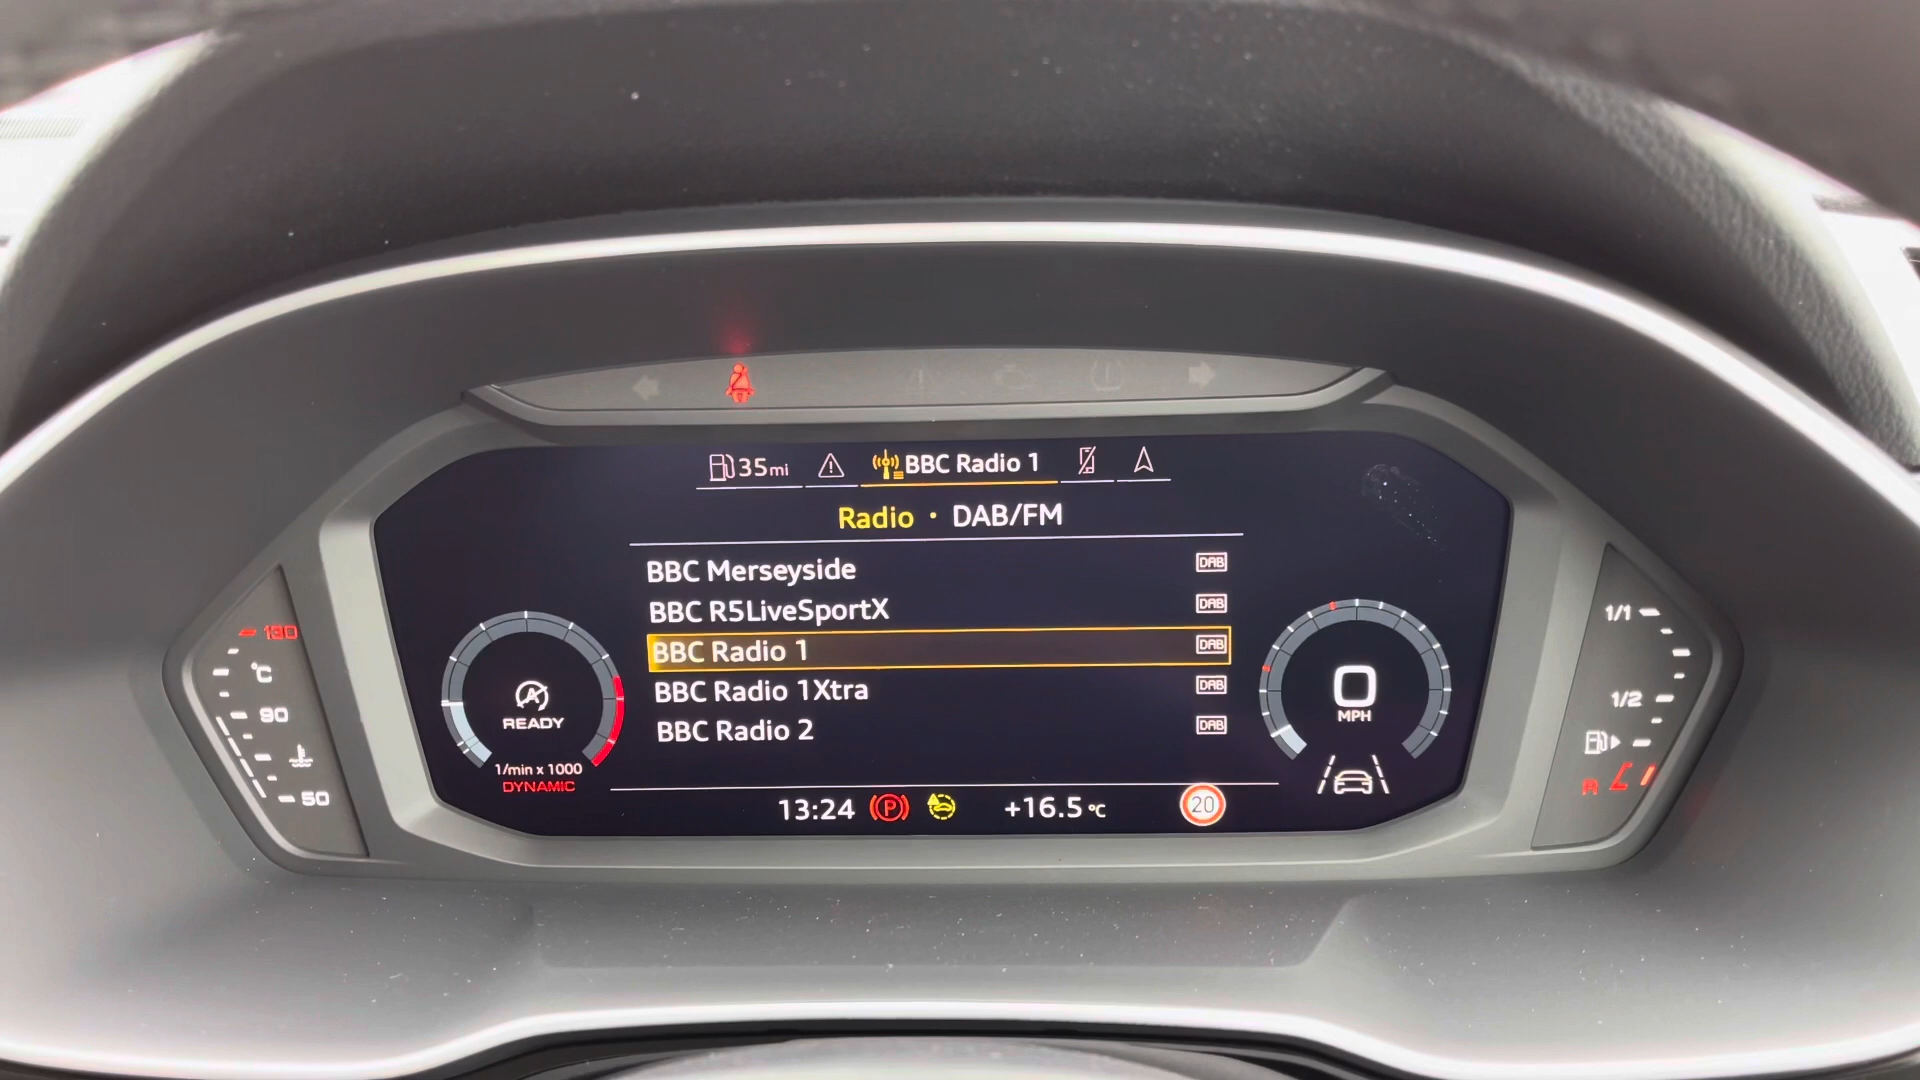 35mi
BBC Radio 1
Radio · DAB/FM
BBC Merseyside DAB
BBC R5LiveSportX DAB
BBC Radio 1 DAB
BBC Radio 1Xtra DAB
BBC Radio 2 DAB
130
°C
90
50
READY
1/min x 1000
DYNAMIC
0
MPH
1/1
1/2
R
13:24 P +16.5 °C 20